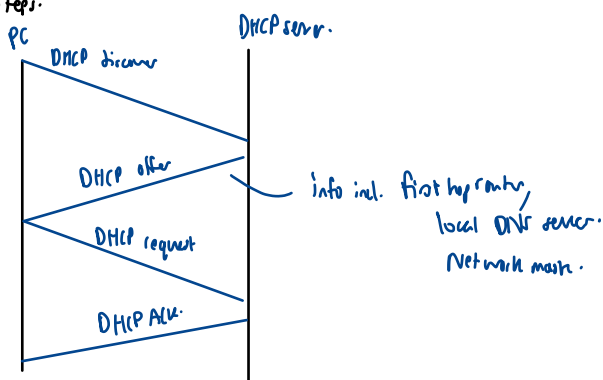 steps.
PC
DHCP server.
DHCP discover
DHCP offer
info incl. first hop router,
local DNS server.
Network mask.
DHCP request
DHCP ACK.